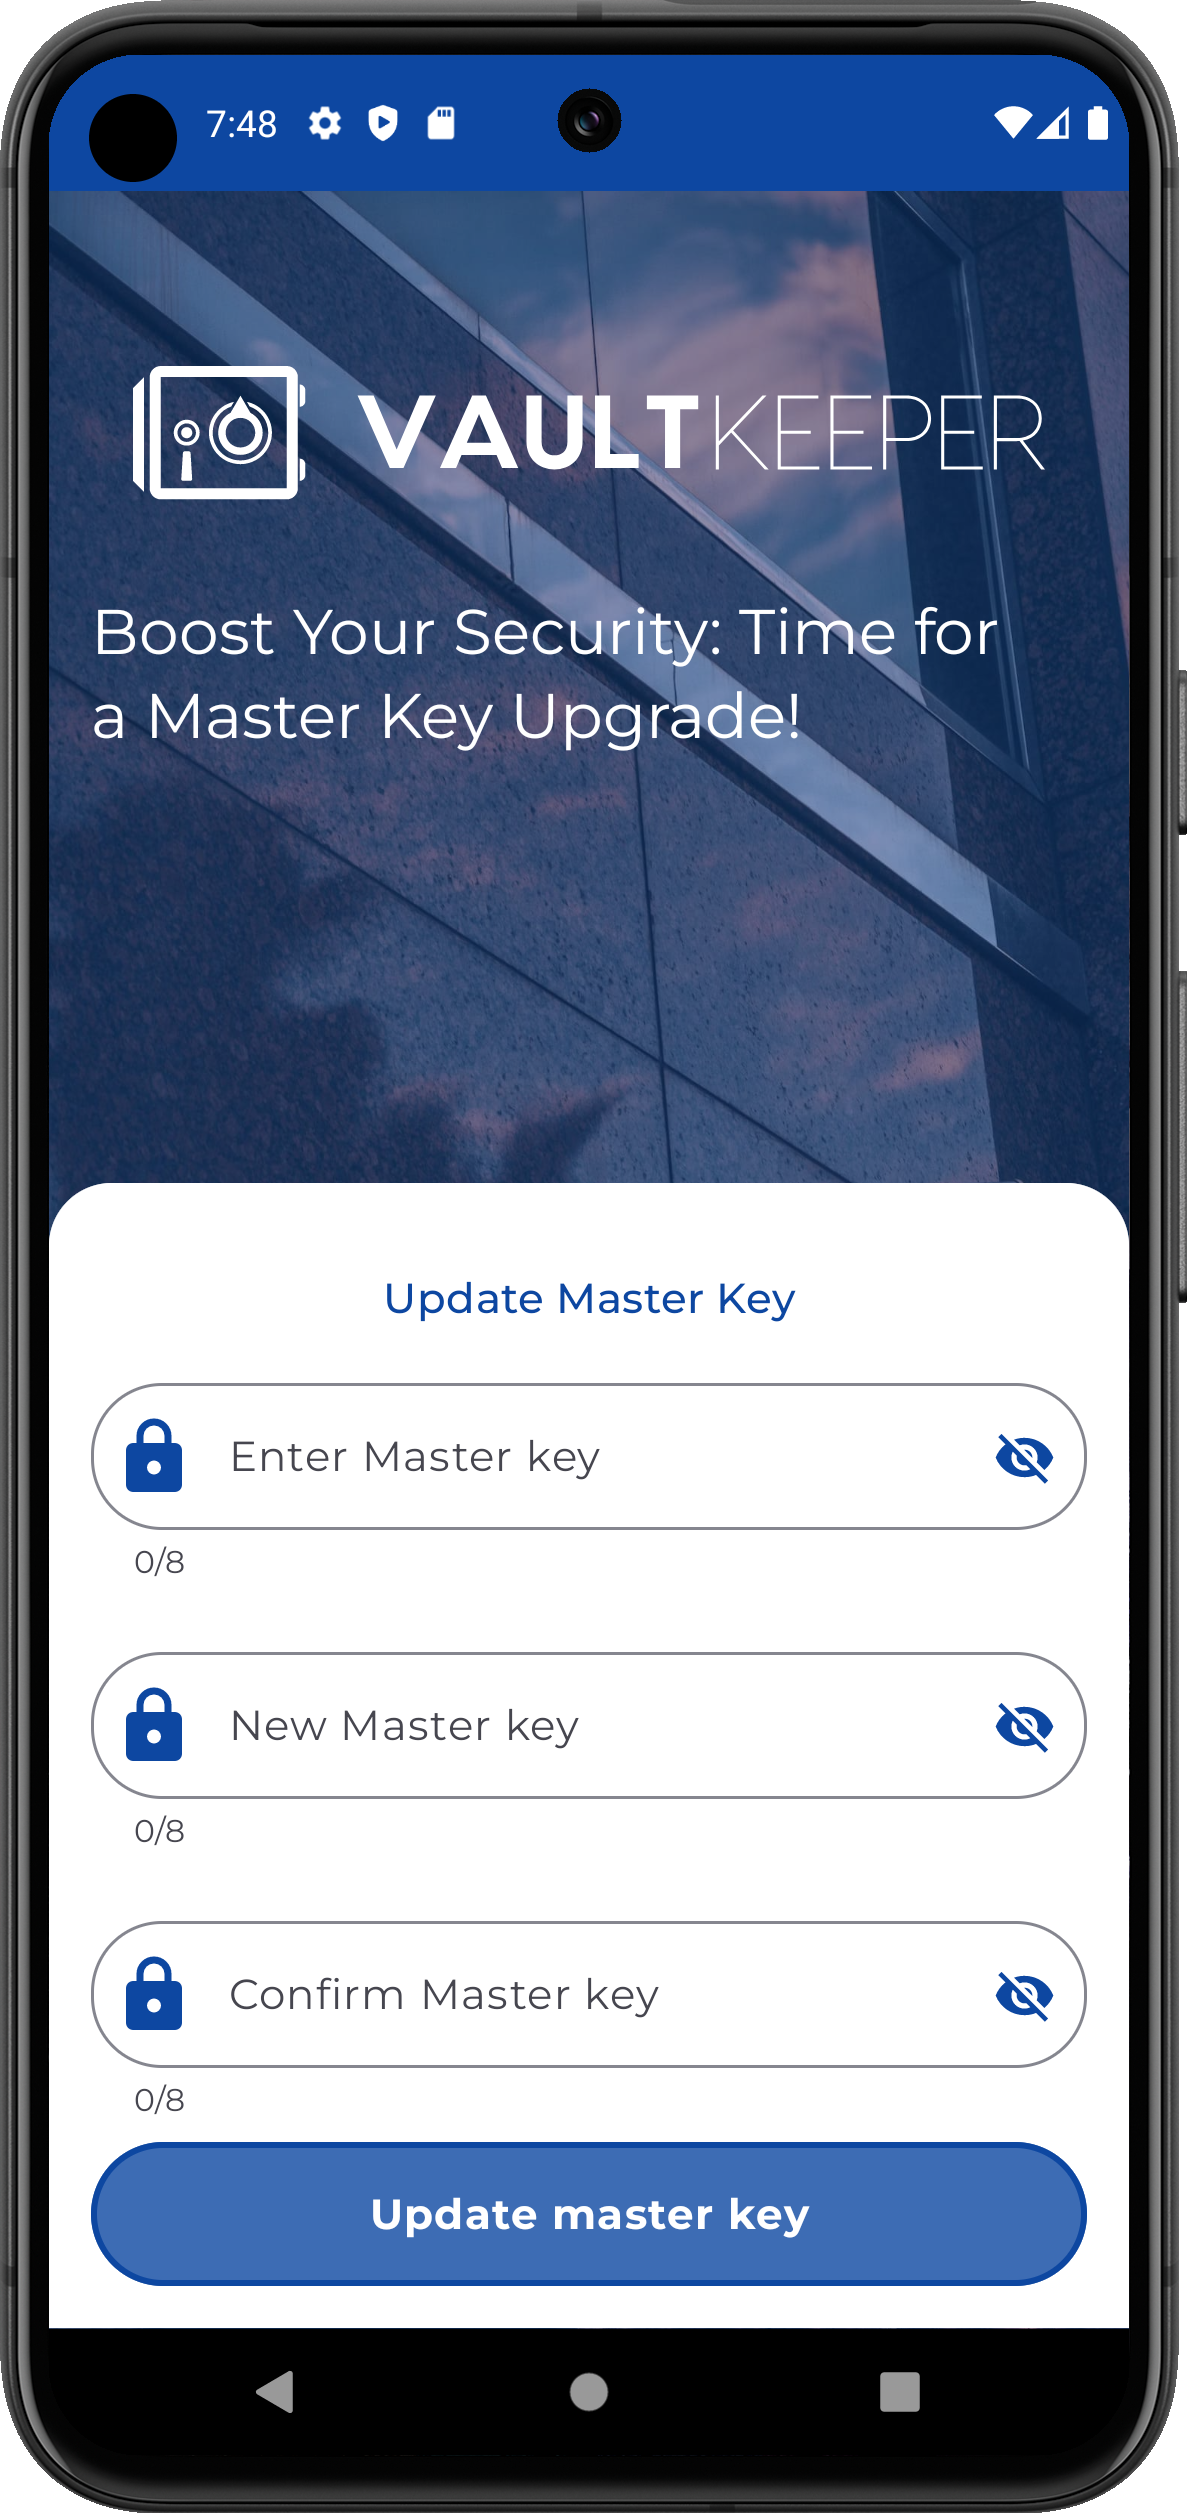 7:48
VAULTKEEPER
Boost Your Security: Time for
a Master Key Upgrade!
Update Master Key
Enter Master key
0/8
New Master key
0/8
Confirm Master key
0/8
Update master key